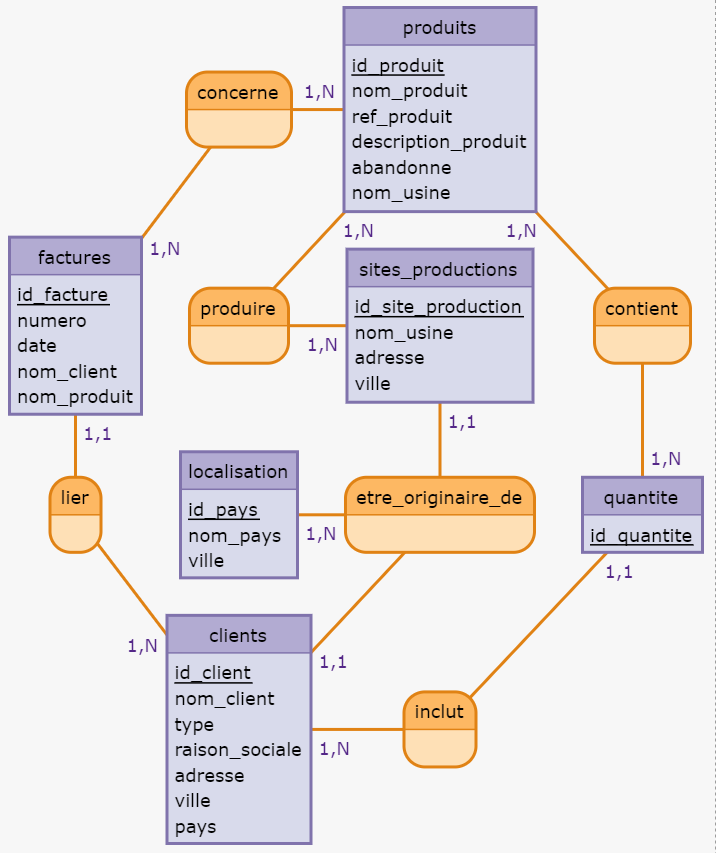 produits
id_produit
nom_produit
ref_produit
description_produit
abandonne
nom_usine
concerne
1,N
1,N
1,N
1,N
factures
id_facture
numero
date
nom_client
nom_produit
1,1
produire
1,N
sites_productions
id_site_production
nom_usine
adresse
ville
1,1
contient
1,N
quantite
id_quantite
1,1
localisation
id_pays
nom_pays
ville
1,N
etre_originaire_de
lier
1,N
clients
id_client
nom_client
type
raison_sociale
adresse
ville
pays
1,1
1,N
inclut